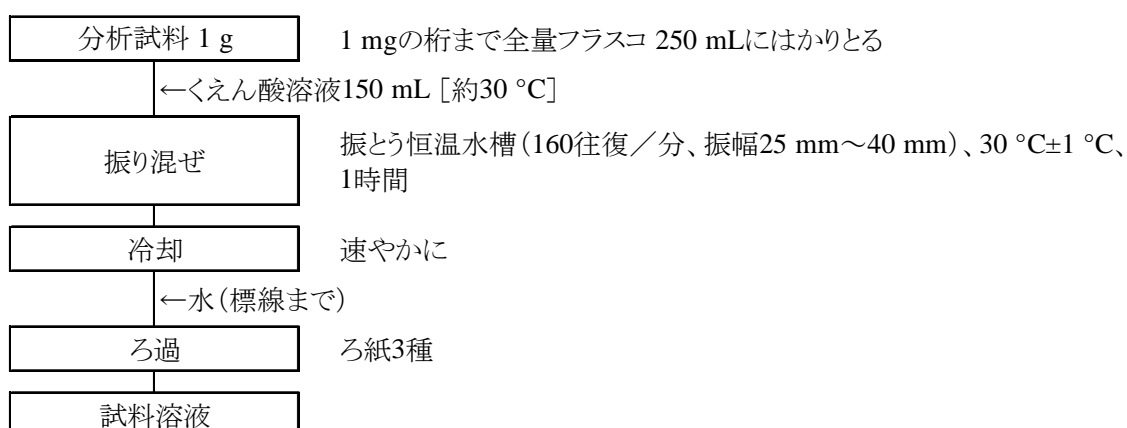 分析試料 1 g
1 mgの桁まで全量フラスコ 250 mLにはかりとる
←くえん酸溶液150 mL [約30 °C]
振り混ぜ
振とう恒温水槽(160往復/分、振幅25 mm~40 mm)、30 °C±1 °C、
1時間
冷却
速やかに
←水(標線まで)
ろ過
ろ紙3種
試料溶液